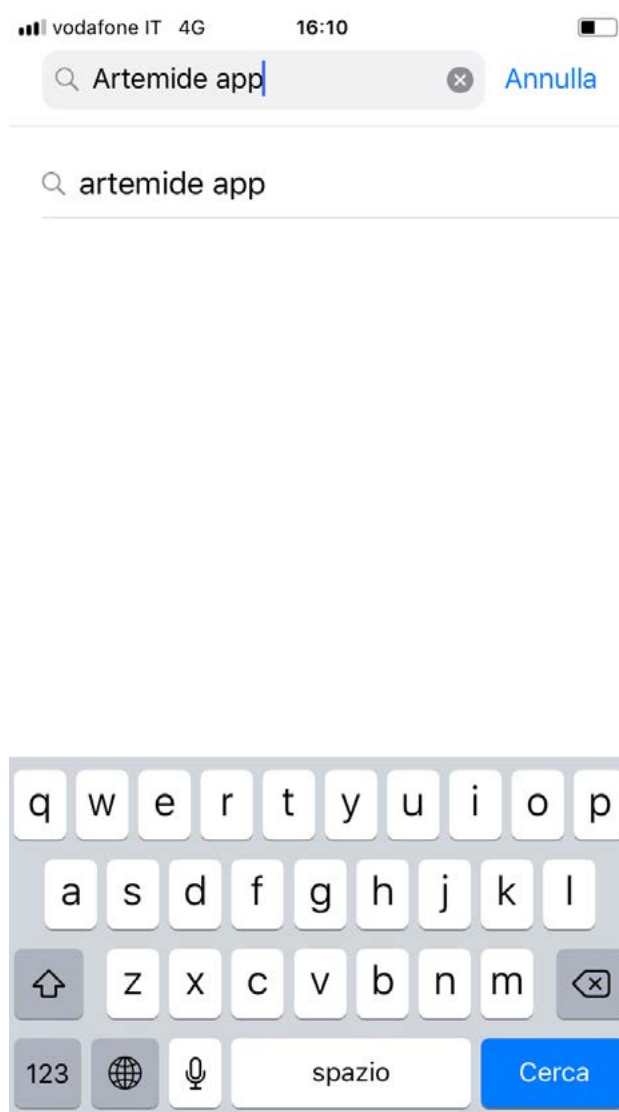 vodafone IT 4G 16:10
Artemide app Annulla
artemide app
q w e r t y u i o p
a s d f g h j k l
z x c v b n m
123 spazio Cerca